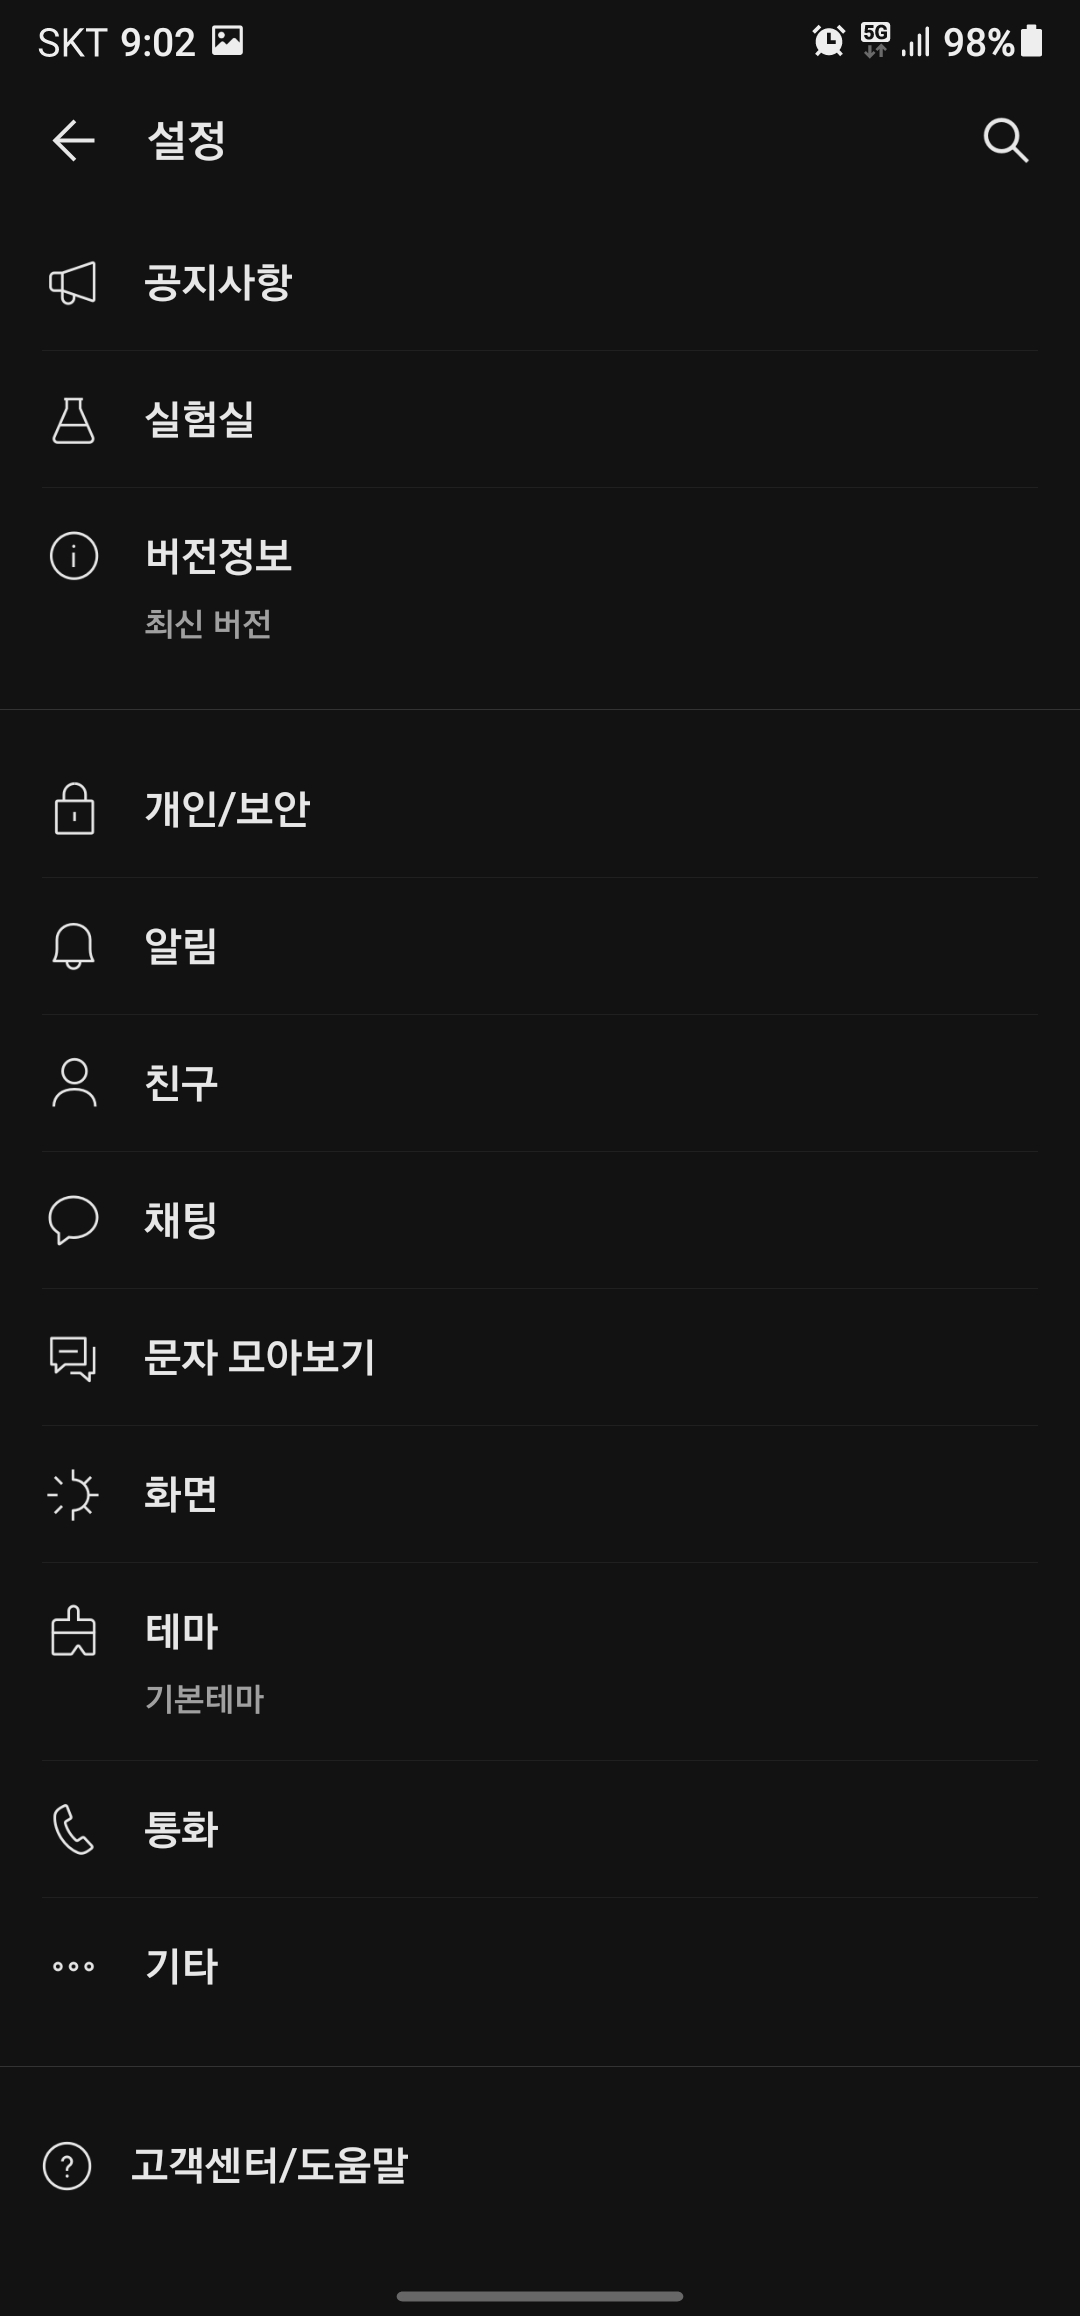 SKT 9:02 5G 98%
설정
공지사항
실험실
버전정보
최신 버전
개인/보안
알림
친구
채팅
문자 모아보기
화면
테마
기본테마
통화
기타
고객센터/도움말